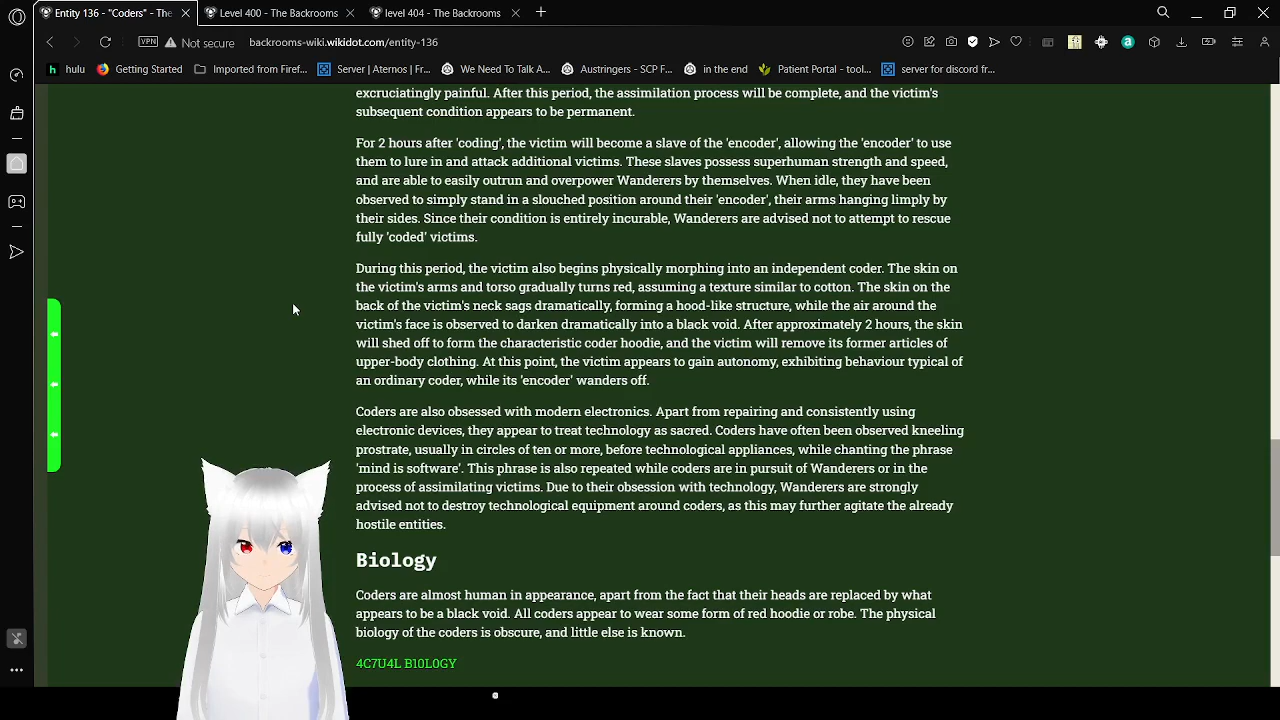 Entity 136 - "Coders" - The
Level 400 - The Backrooms
level 404 - The Backrooms
VPN
Not secure
backrooms-wiki.wikidot.com/entity-136
h
hulu
Getting Started
Imported from Firef...
Server | Aternos | Fr...
We Need To Talk A...
Austringers - SCP F...
in the end
Patient Portal - tool...
server for discord fr...
excruciatingly painful. After this period, the assimilation process will be complete, and the victim's
subsequent condition appears to be permanent.
For 2 hours after 'coding', the victim will become a slave of the 'encoder', allowing the 'encoder' to use
them to lure in and attack additional victims. These slaves possess superhuman strength and speed,
and are able to easily outrun and overpower Wanderers by themselves. When idle, they have been
observed to simply stand in a slouched position around their 'encoder', their arms hanging limply by
their sides. Since their condition is entirely incurable, Wanderers are advised not to attempt to rescue
fully 'coded' victims.
During this period, the victim also begins physically morphing into an independent coder. The skin on
the victim's arms and torso gradually turns red, assuming a texture similar to cotton. The skin on the
back of the victim's neck sags dramatically, forming a hood-like structure, while the air around the
victim's face is observed to darken dramatically into a black void. After approximately 2 hours, the skin
will shed off to form the characteristic coder hoodie, and the victim will remove its former articles of
upper-body clothing. At this point, the victim appears to gain autonomy, exhibiting behaviour typical of
an ordinary coder, while its 'encoder' wanders off.
Coders are also obsessed with modern electronics. Apart from repairing and consistently using
electronic devices, they appear to treat technology as sacred. Coders have often been observed kneeling
prostrate, usually in circles of ten or more, before technological appliances, while chanting the phrase
'mind is software'. This phrase is also repeated while coders are in pursuit of Wanderers or in the
process of assimilating victims. Due to their obsession with technology, Wanderers are strongly
advised not to destroy technological equipment around coders, as this may further agitate the already
hostile entities.
Biology
Coders are almost human in appearance, apart from the fact that their heads are replaced by what
appears to be a black void. All coders appear to wear some form of red hoodie or robe. The physical
biology of the coders is obscure, and little else is known.
4C7U4L B10L0GY